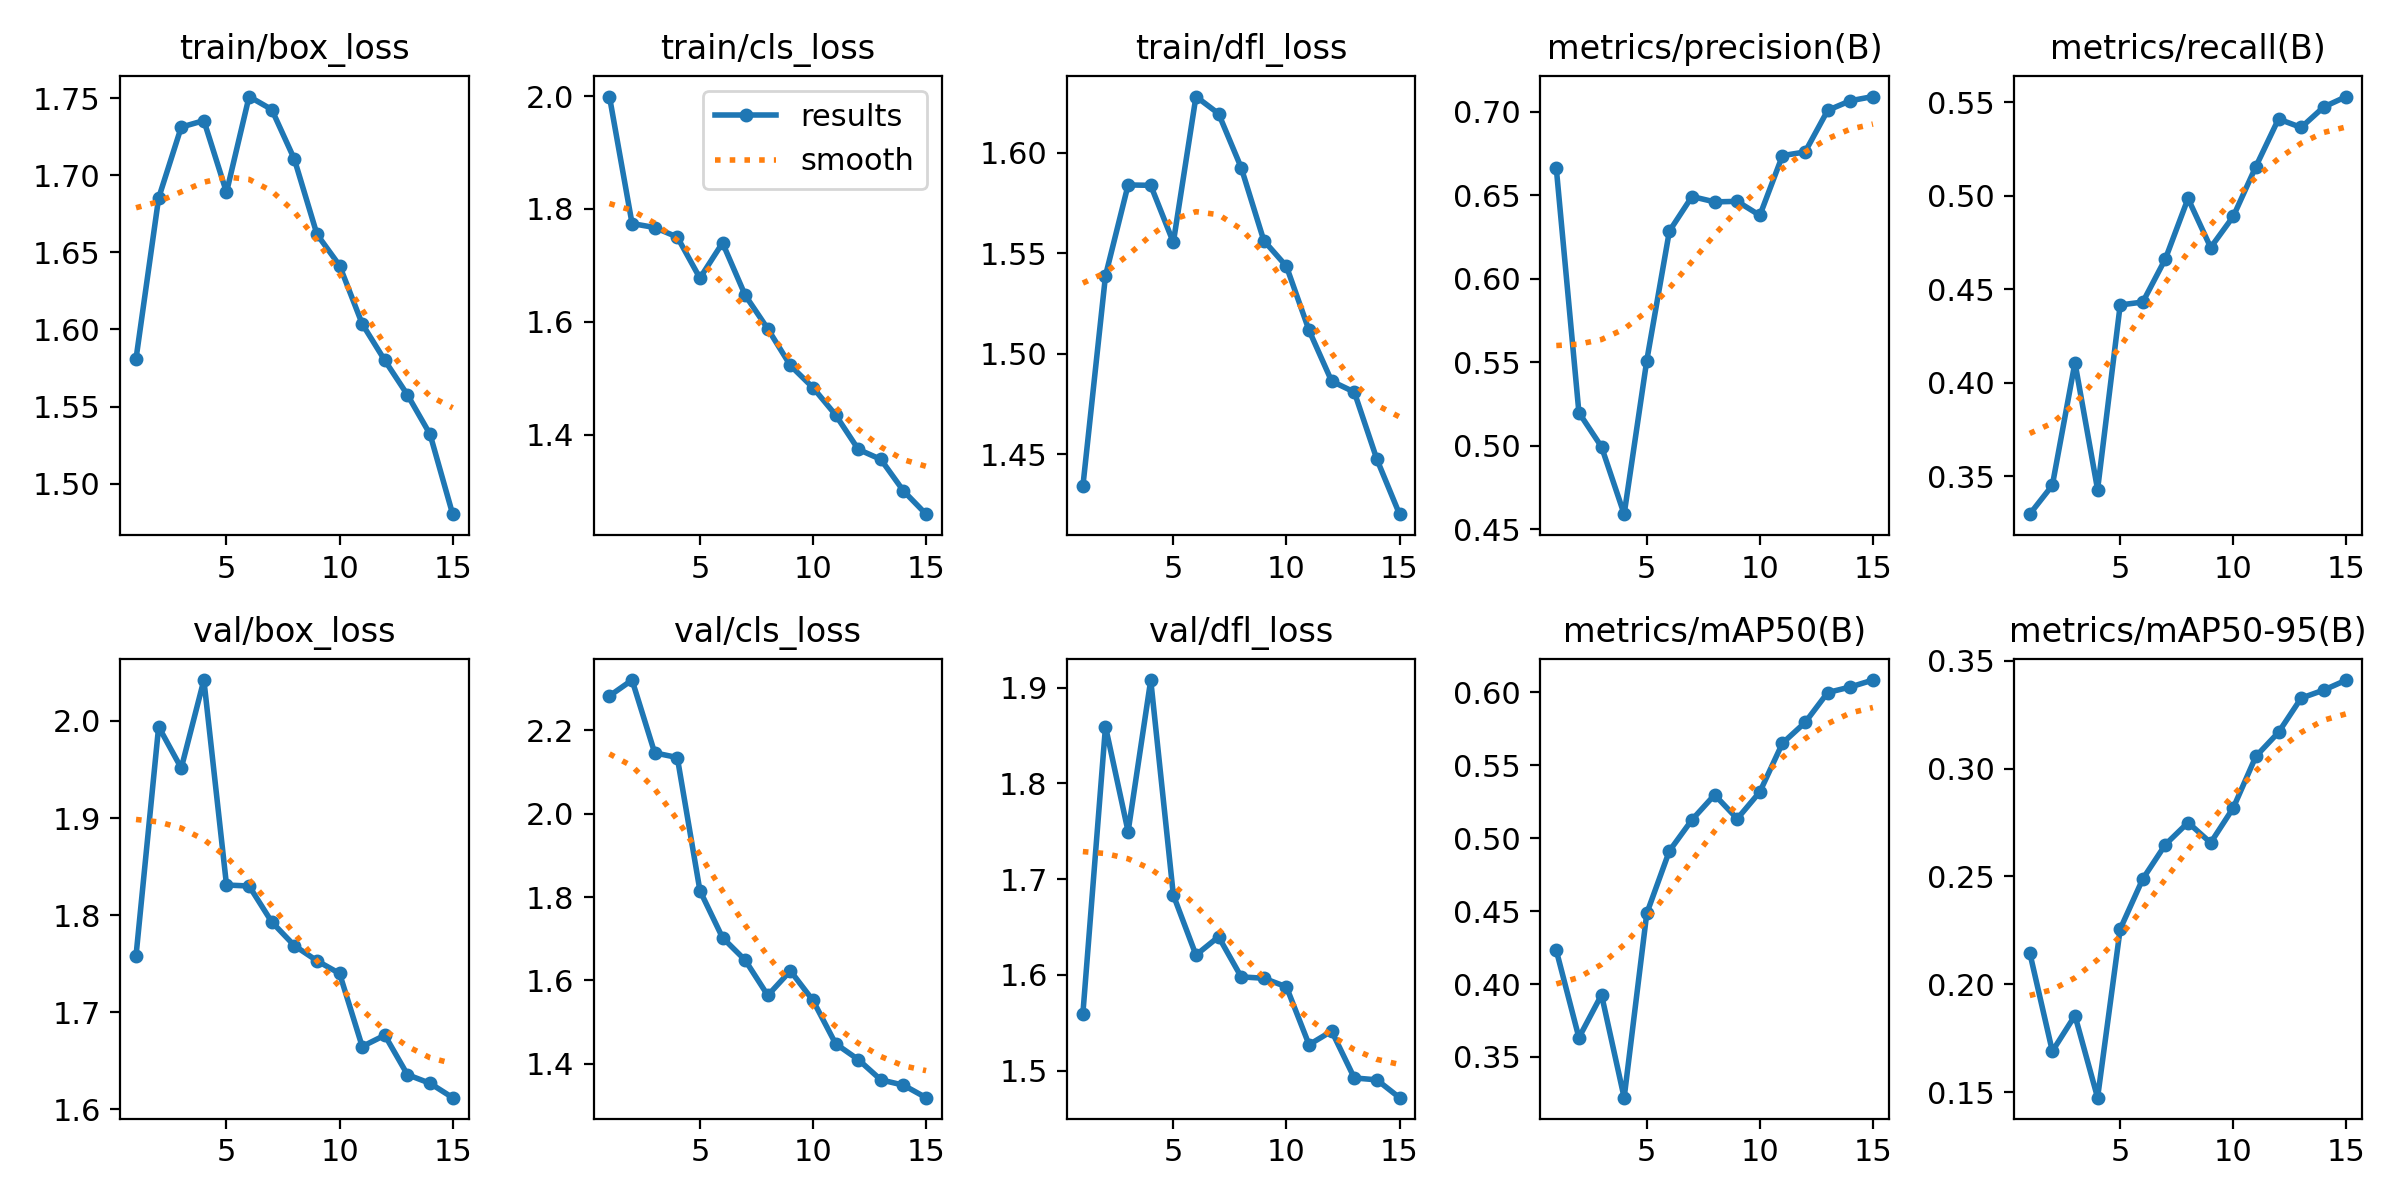 train/box_loss
1.75
1.70
1.65
1.60
1.55
1.50
5 10 15
train/cls_loss
results
smooth
2.0
1.8
1.6
1.4
5 10 15
train/dfl_loss
1.60
1.55
1.50
1.45
5 10 15
metrics/precision(B)
0.70
0.65
0.60
0.55
0.50
0.45
5 10 15
metrics/recall(B)
0.55
0.50
0.45
0.40
0.35
5 10 15
val/box_loss
2.0
1.9
1.8
1.7
1.6
5 10 15
val/cls_loss
2.2
2.0
1.8
1.6
1.4
5 10 15
val/dfl_loss
1.9
1.8
1.7
1.6
1.5
5 10 15
metrics/mAP50(B)
0.60
0.55
0.50
0.45
0.40
0.35
5 10 15
metrics/mAP50-95(B)
0.35
0.30
0.25
0.20
0.15
5 10 15